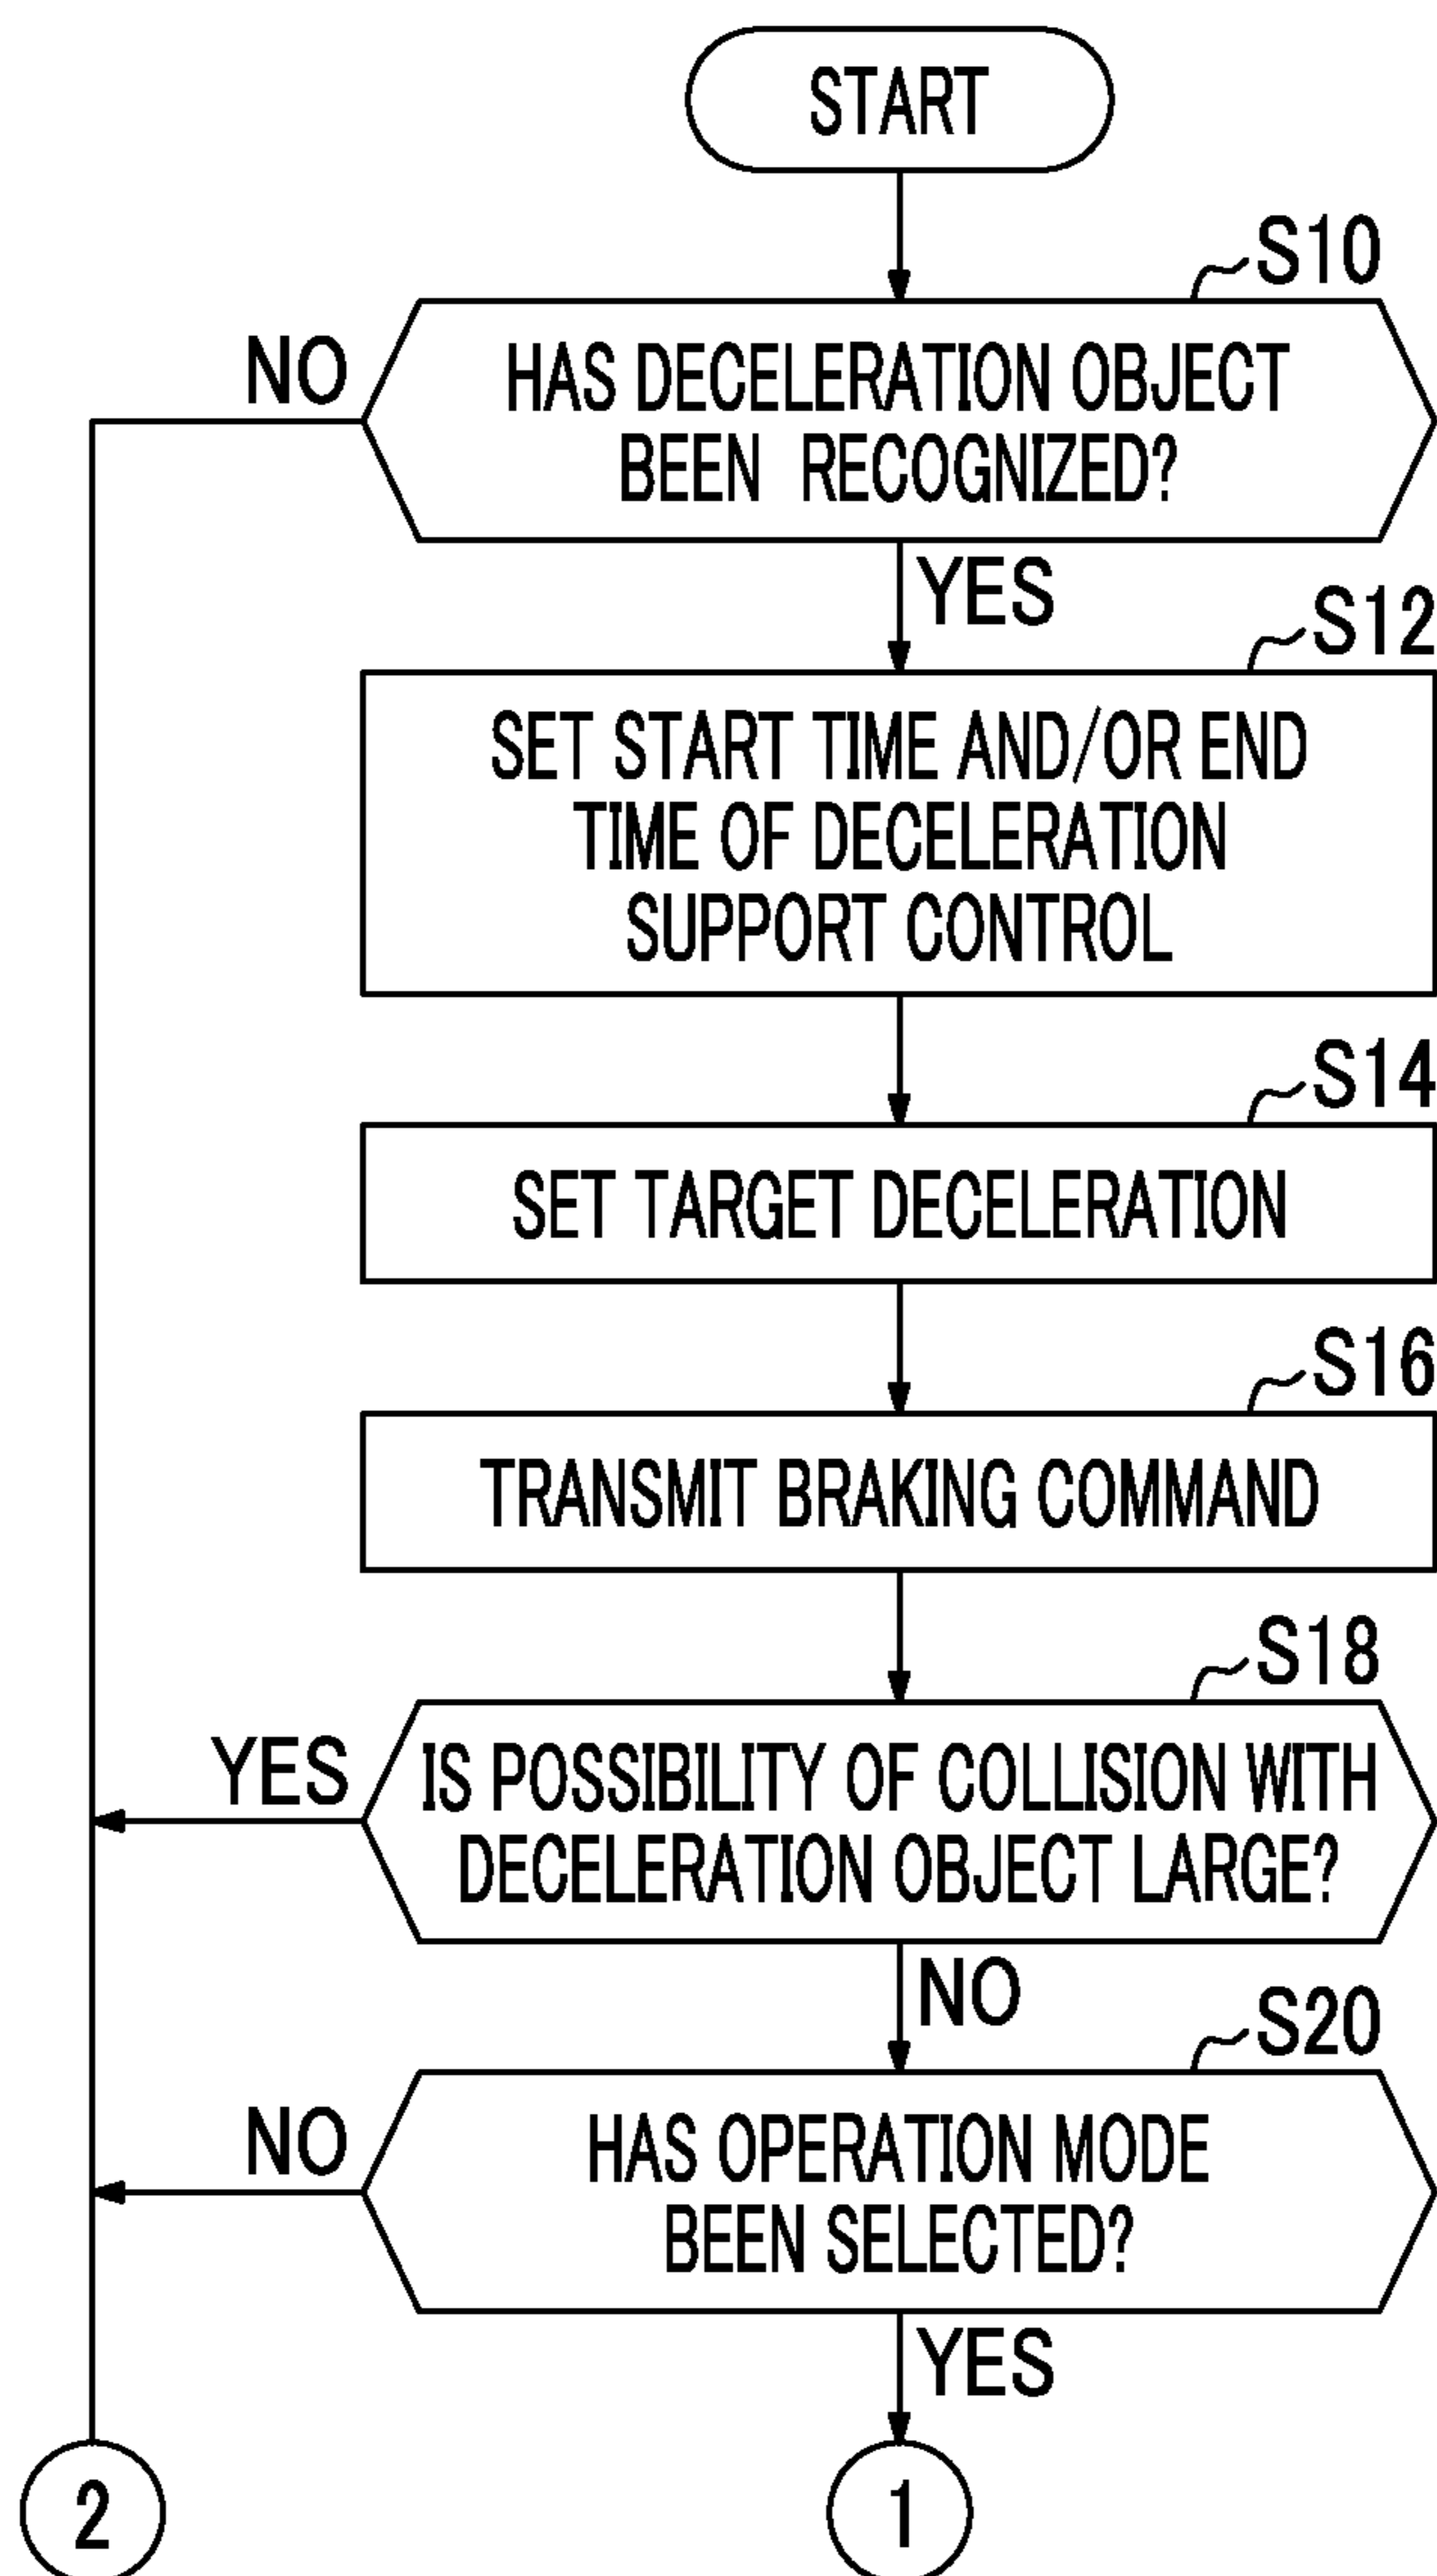 START
S10
NO
HAS DECELERATION OBJECT
BEEN RECOGNIZED?
YES
S12
SET START TIME AND/OR END
TIME OF DECELERATION
SUPPORT CONTROL
S14
SET TARGET DECELERATION
S16
TRANSMIT BRAKING COMMAND
S18
YES
IS POSSIBILITY OF COLLISION WITH
DECELERATION OBJECT LARGE?
NO
S20
NO
HAS OPERATION MODE
BEEN SELECTED?
YES
2
1